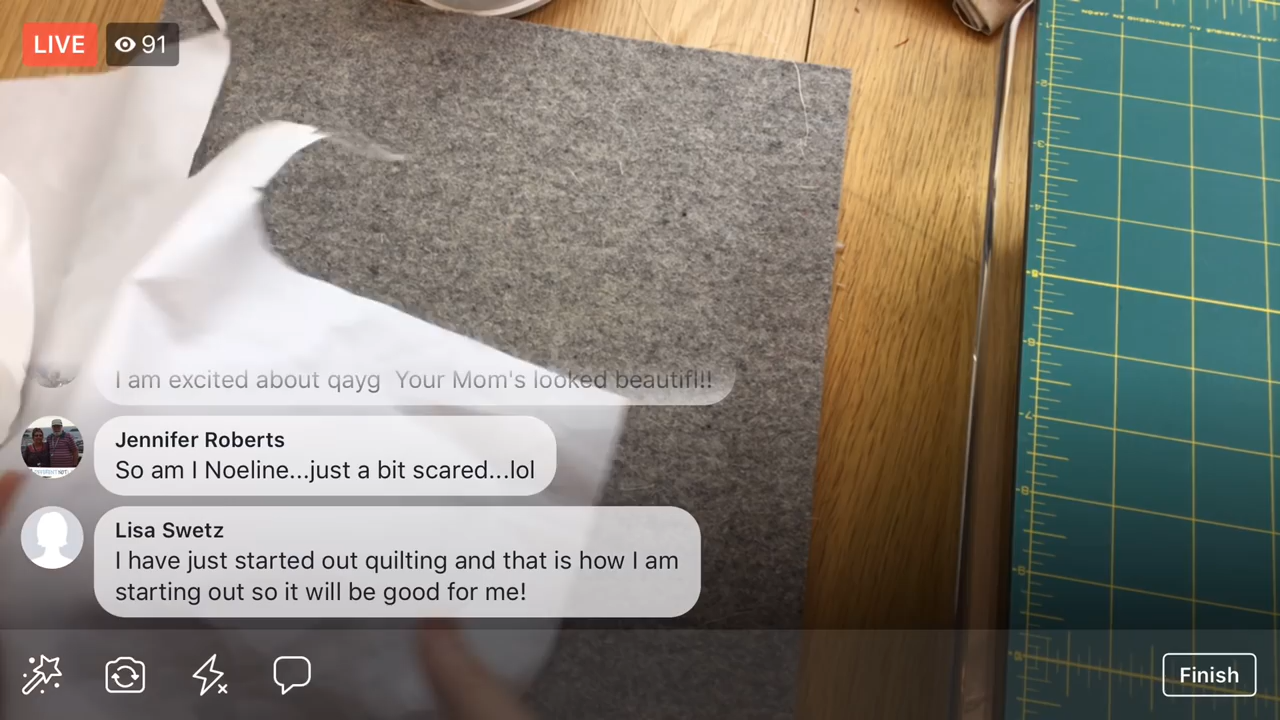 LIVE
91
I am excited about qayg Your Mom's looked beautifl!!
Jennifer Roberts
So am I Noeline...just a bit scared...lol
Lisa Swetz
I have just started out quilting and that is how I am
starting out so it will be good for me!
Finish